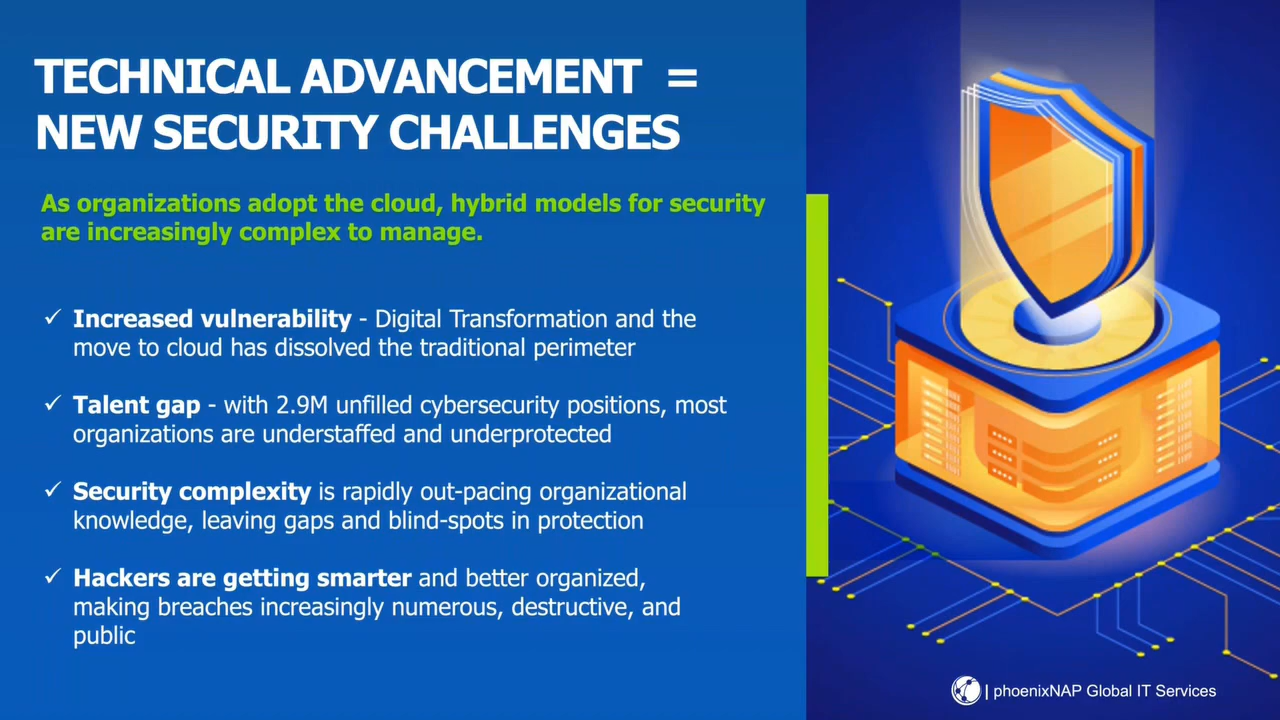 TECHNICAL ADVANCEMENT =
NEW SECURITY CHALLENGES
As organizations adopt the cloud, hybrid models for security
are increasingly complex to manage.
✓ Increased vulnerability - Digital Transformation and the
move to cloud has dissolved the traditional perimeter
✓ Talent gap - with 2.9M unfilled cybersecurity positions, most
organizations are understaffed and underprotected
✓ Security complexity is rapidly out-pacing organizational
knowledge, leaving gaps and blind-spots in protection
✓ Hackers are getting smarter and better organized,
making breaches increasingly numerous, destructive, and
public
| phoenixNAP Global IT Services